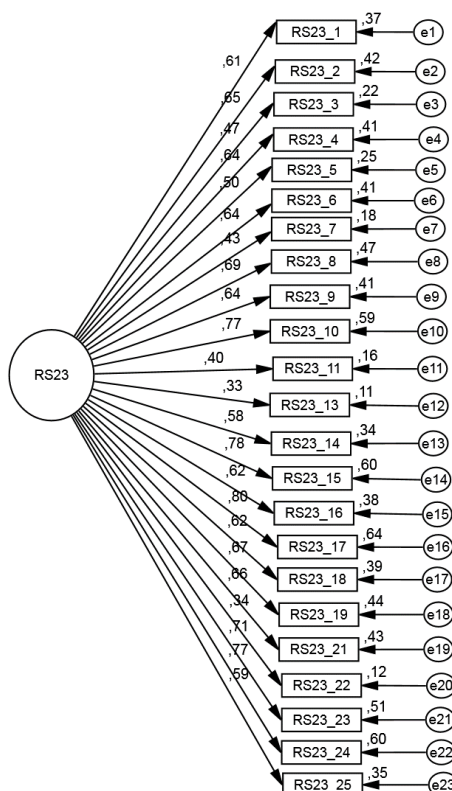 ,37
RS23_1 e1
,61
,42
RS23_2 e2
,65
,22
RS23_3 e3
,47
,41
RS23_4 e4
,64
,25
RS23_5 e5
,50
,41
RS23_6 e6
,64
,18
RS23_7 e7
,43
,47
RS23_8 e8
,69
,41
RS23_9 e9
,64
,59
RS23_10 e10
,77
,16
RS23 ,40 RS23_11 e11
,33
,11
RS23_13 e12
,58
,34
RS23_14 e13
,78
,60
RS23_15 e14
,62
,38
RS23_16 e15
,80
,64
RS23_17 e16
,62
,39
RS23_18 e17
,67
,44
RS23_19 e18
,66
,43
RS23_21 e19
,34
,12
RS23_22 e20
,71
,51
RS23_23 e21
,77
,60
RS23_24 e22
,59
,35
RS23_25 e23